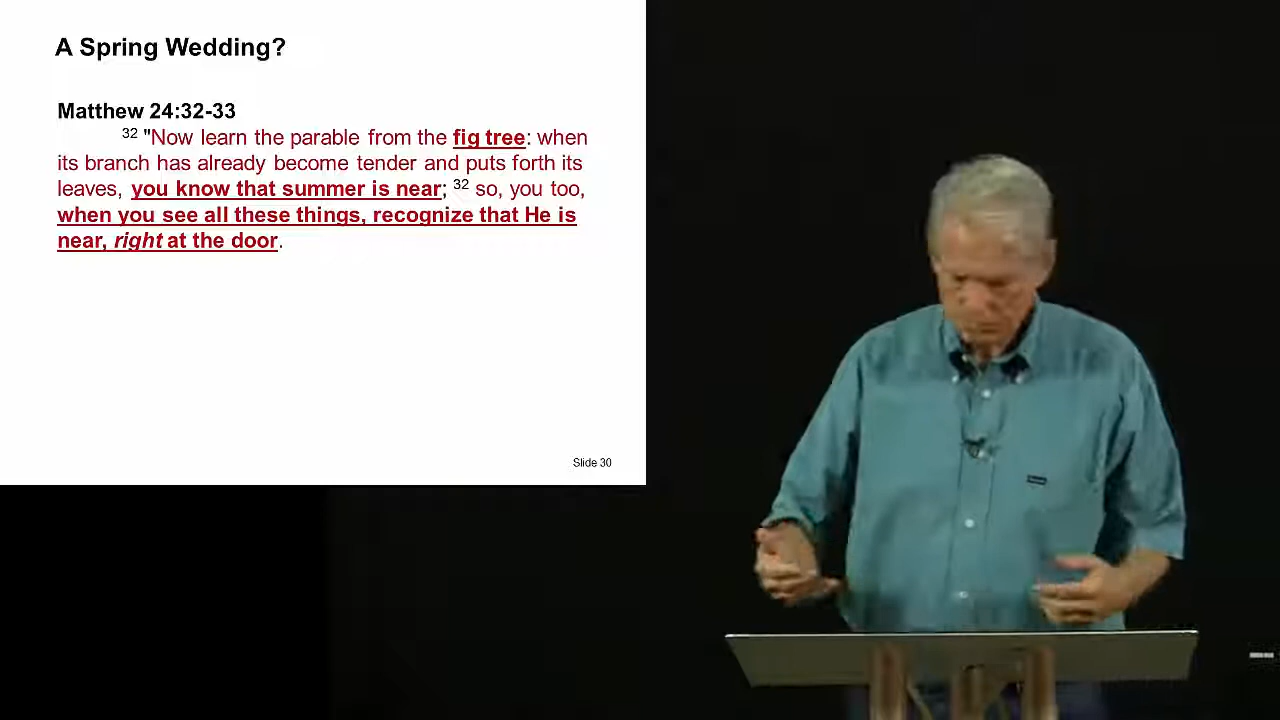 A Spring Wedding?
Matthew 24:32-33
32 "Now learn the parable from the fig tree: when
its branch has already become tender and puts forth its
leaves, you know that summer is near; 32 so, you too,
when you see all these things, recognize that He is
near, right at the door.
Slide 30